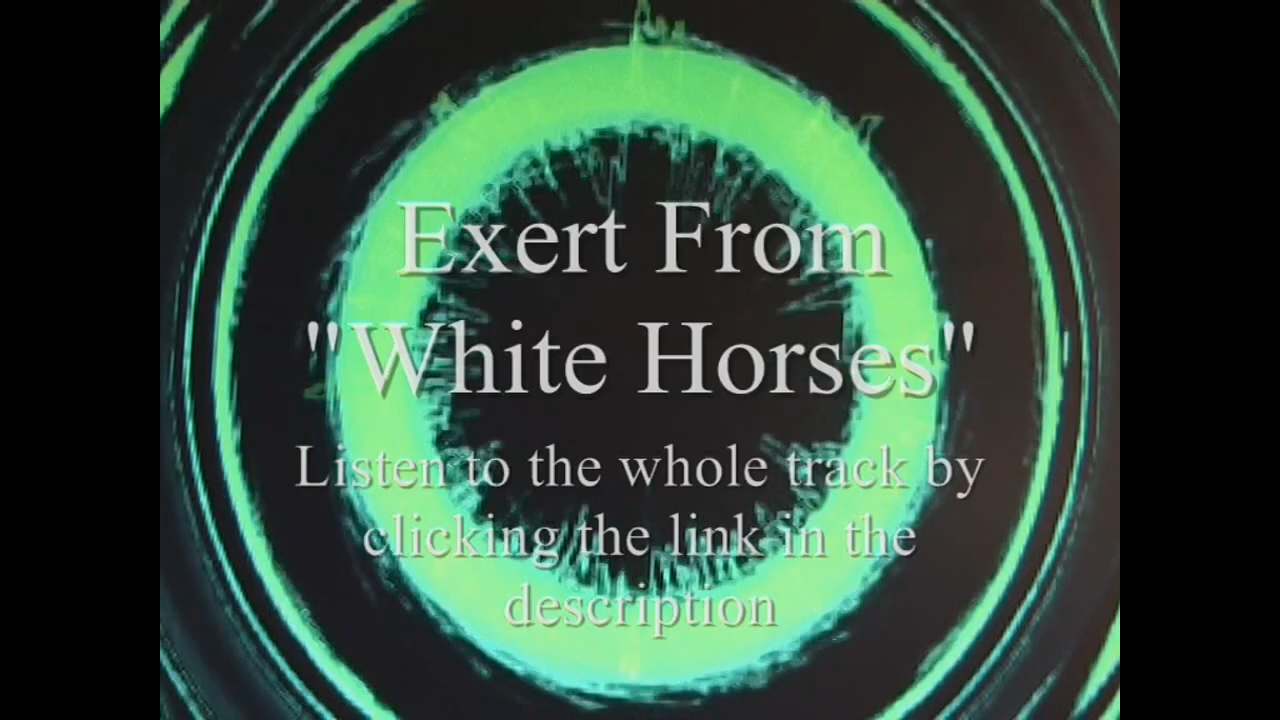 Exert From
"White Horses"
Listen to the whole track by
clicking the link in the
description